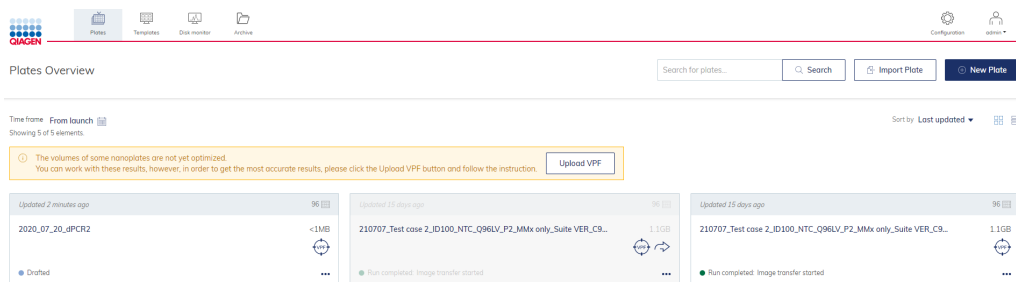 QIAGEN
Plates
Templates
Disk monitor
Archive
Configuration
admin
Plates Overview
Search for plates...
Search
Import Plate
New Plate
Time frame From launch
Showing 5 of 5 elements.
Sort by Last updated
The volumes of some nanoplates are not yet optimized.
You can work with these results, however, in order to get the most accurate results, please click the Upload VPF button and follow the instruction.
Upload VPF
Updated 2 minutes ago 96
2020_07_20_dPCR2 <1MB
VPF
Drafted
Updated 15 days ago 96
210707_Test case 2_ID100_NTC_Q96LV_P2_MMx only_Suite VER_C9... 1.1GB
VPF
Run completed: Image transfer started
Updated 15 days ago 96
210707_Test case 2_ID100_NTC_Q96LV_P2_MMx only_Suite VER_C9... 1.1GB
VPF
Run completed: Image transfer started